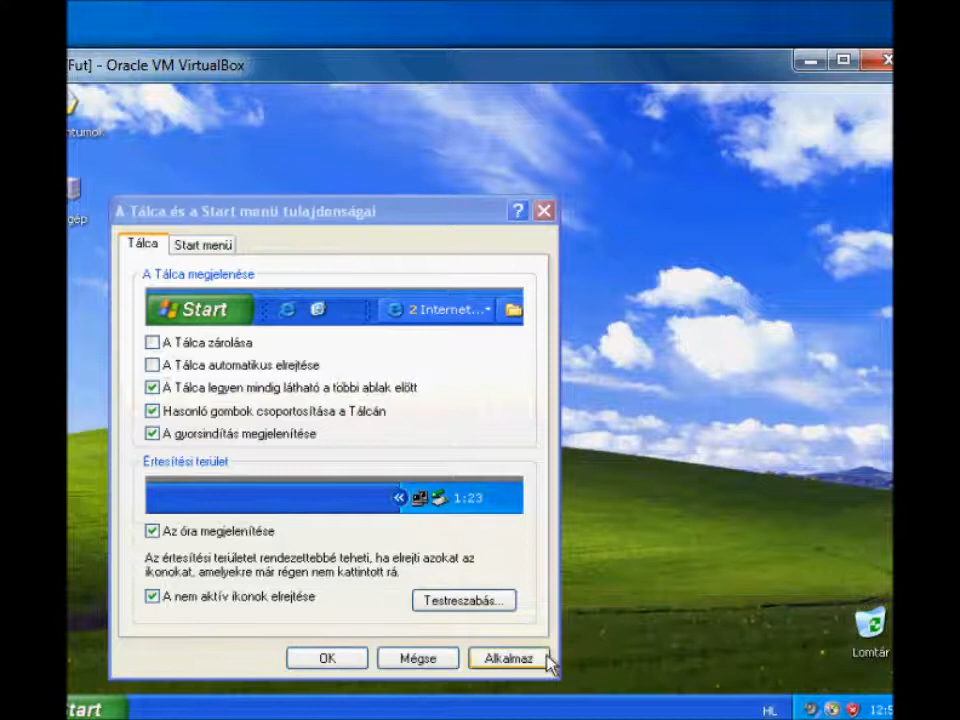 Fut] - Oracle VM VirtualBox
A Tálca és a Start menü tulajdonságai
Tálca
Start menü
A Tálca megjelenése
Start
2 Internet...
A Tálca zárolása
A Tálca automatikus elrejtése
A Tálca legyen mindig látható a többi ablak előtt
Hasonló gombok csoportosítása a Tálcán
A gyorsindítás megjelenítése
Értesítési terület
1:23
Az óra megjelenítése
Az értesítési területet rendezettebbé teheti, ha elrejti azokat az
ikonokat, amelyekre már régen nem kattintott rá.
A nem aktív ikonok elrejtése
Testreszabás...
OK
Mégse
Alkalmaz
Lomtár
tart
HL
12:5